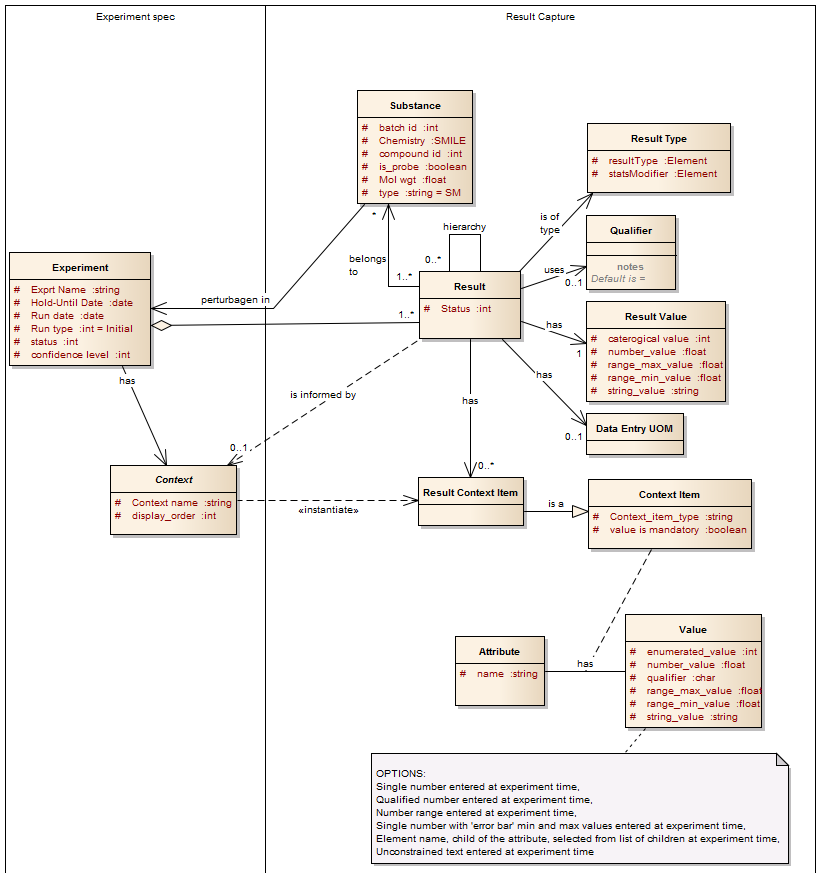 Experiment spec
Result Capture
Substance
# batch id :int
# Chemistry :SMILE
# compound id :int
# is_probe :boolean
# Mol wgt :float
# type :string = SM
Result Type
# resultType :Element
# statsModifier :Element
*
hierarchy
is of
type
Qualifier
notes
Default is =
belongs
to
0..*
1..*
uses
0..1
Experiment
# Exprt Name :string
# Hold-Until Date :date
# Run date :date
# Run type :int = Initial
# status :int
# confidence level :int
perturbagen in
1..*
Result
# Status :int
has
1
Result Value
# caterogical value :int
# number_value :float
# range_max_value :float
# range_min_value :float
# string_value :string
has
is informed by
has
has
0..1
Data Entry UOM
0..1
0..*
Context
# Context name :string
# display_order :int
«instantiate»
Result Context Item
is a
Context Item
# Context_item_type :string
# value is mandatory :boolean
Attribute
# name :string
has
Value
# enumerated_value :int
# number_value :float
# qualifier :char
# range_max_value :float
# range_min_value :float
# string_value :string
OPTIONS:
Single number entered at experiment time,
Qualified number entered at experiment time,
Number range entered at experiment time,
Single number with 'error bar' min and max values entered at experiment time,
Element name, child of the attribute, selected from list of children at experiment time,
Unconstrained text entered at experiment time